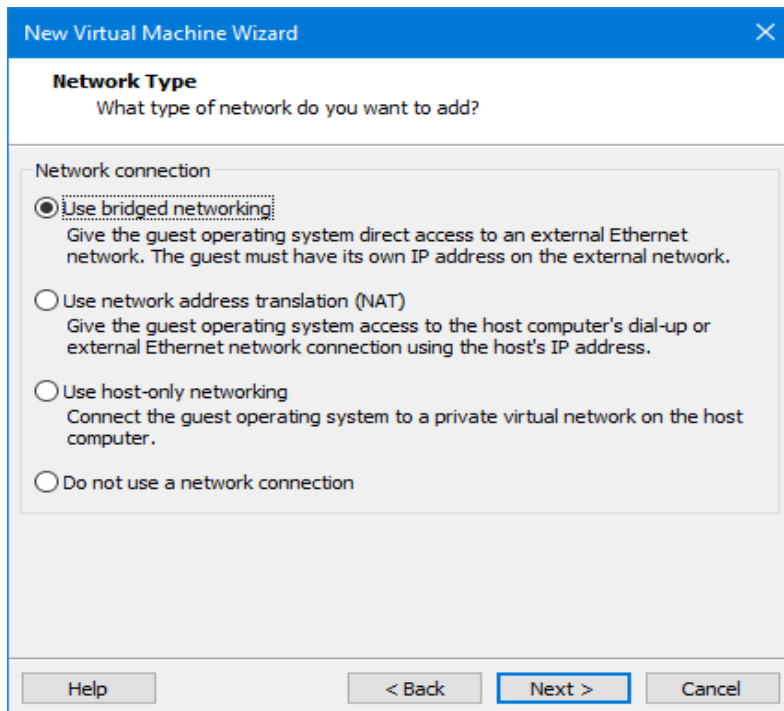 New Virtual Machine Wizard
Network Type
What type of network do you want to add?
Network connection
Use bridged networking
Give the guest operating system direct access to an external Ethernet
network. The guest must have its own IP address on the external network.
Use network address translation (NAT)
Give the guest operating system access to the host computer's dial-up or
external Ethernet network connection using the host's IP address.
Use host-only networking
Connect the guest operating system to a private virtual network on the host
computer.
Do not use a network connection
Help
< Back
Next >
Cancel